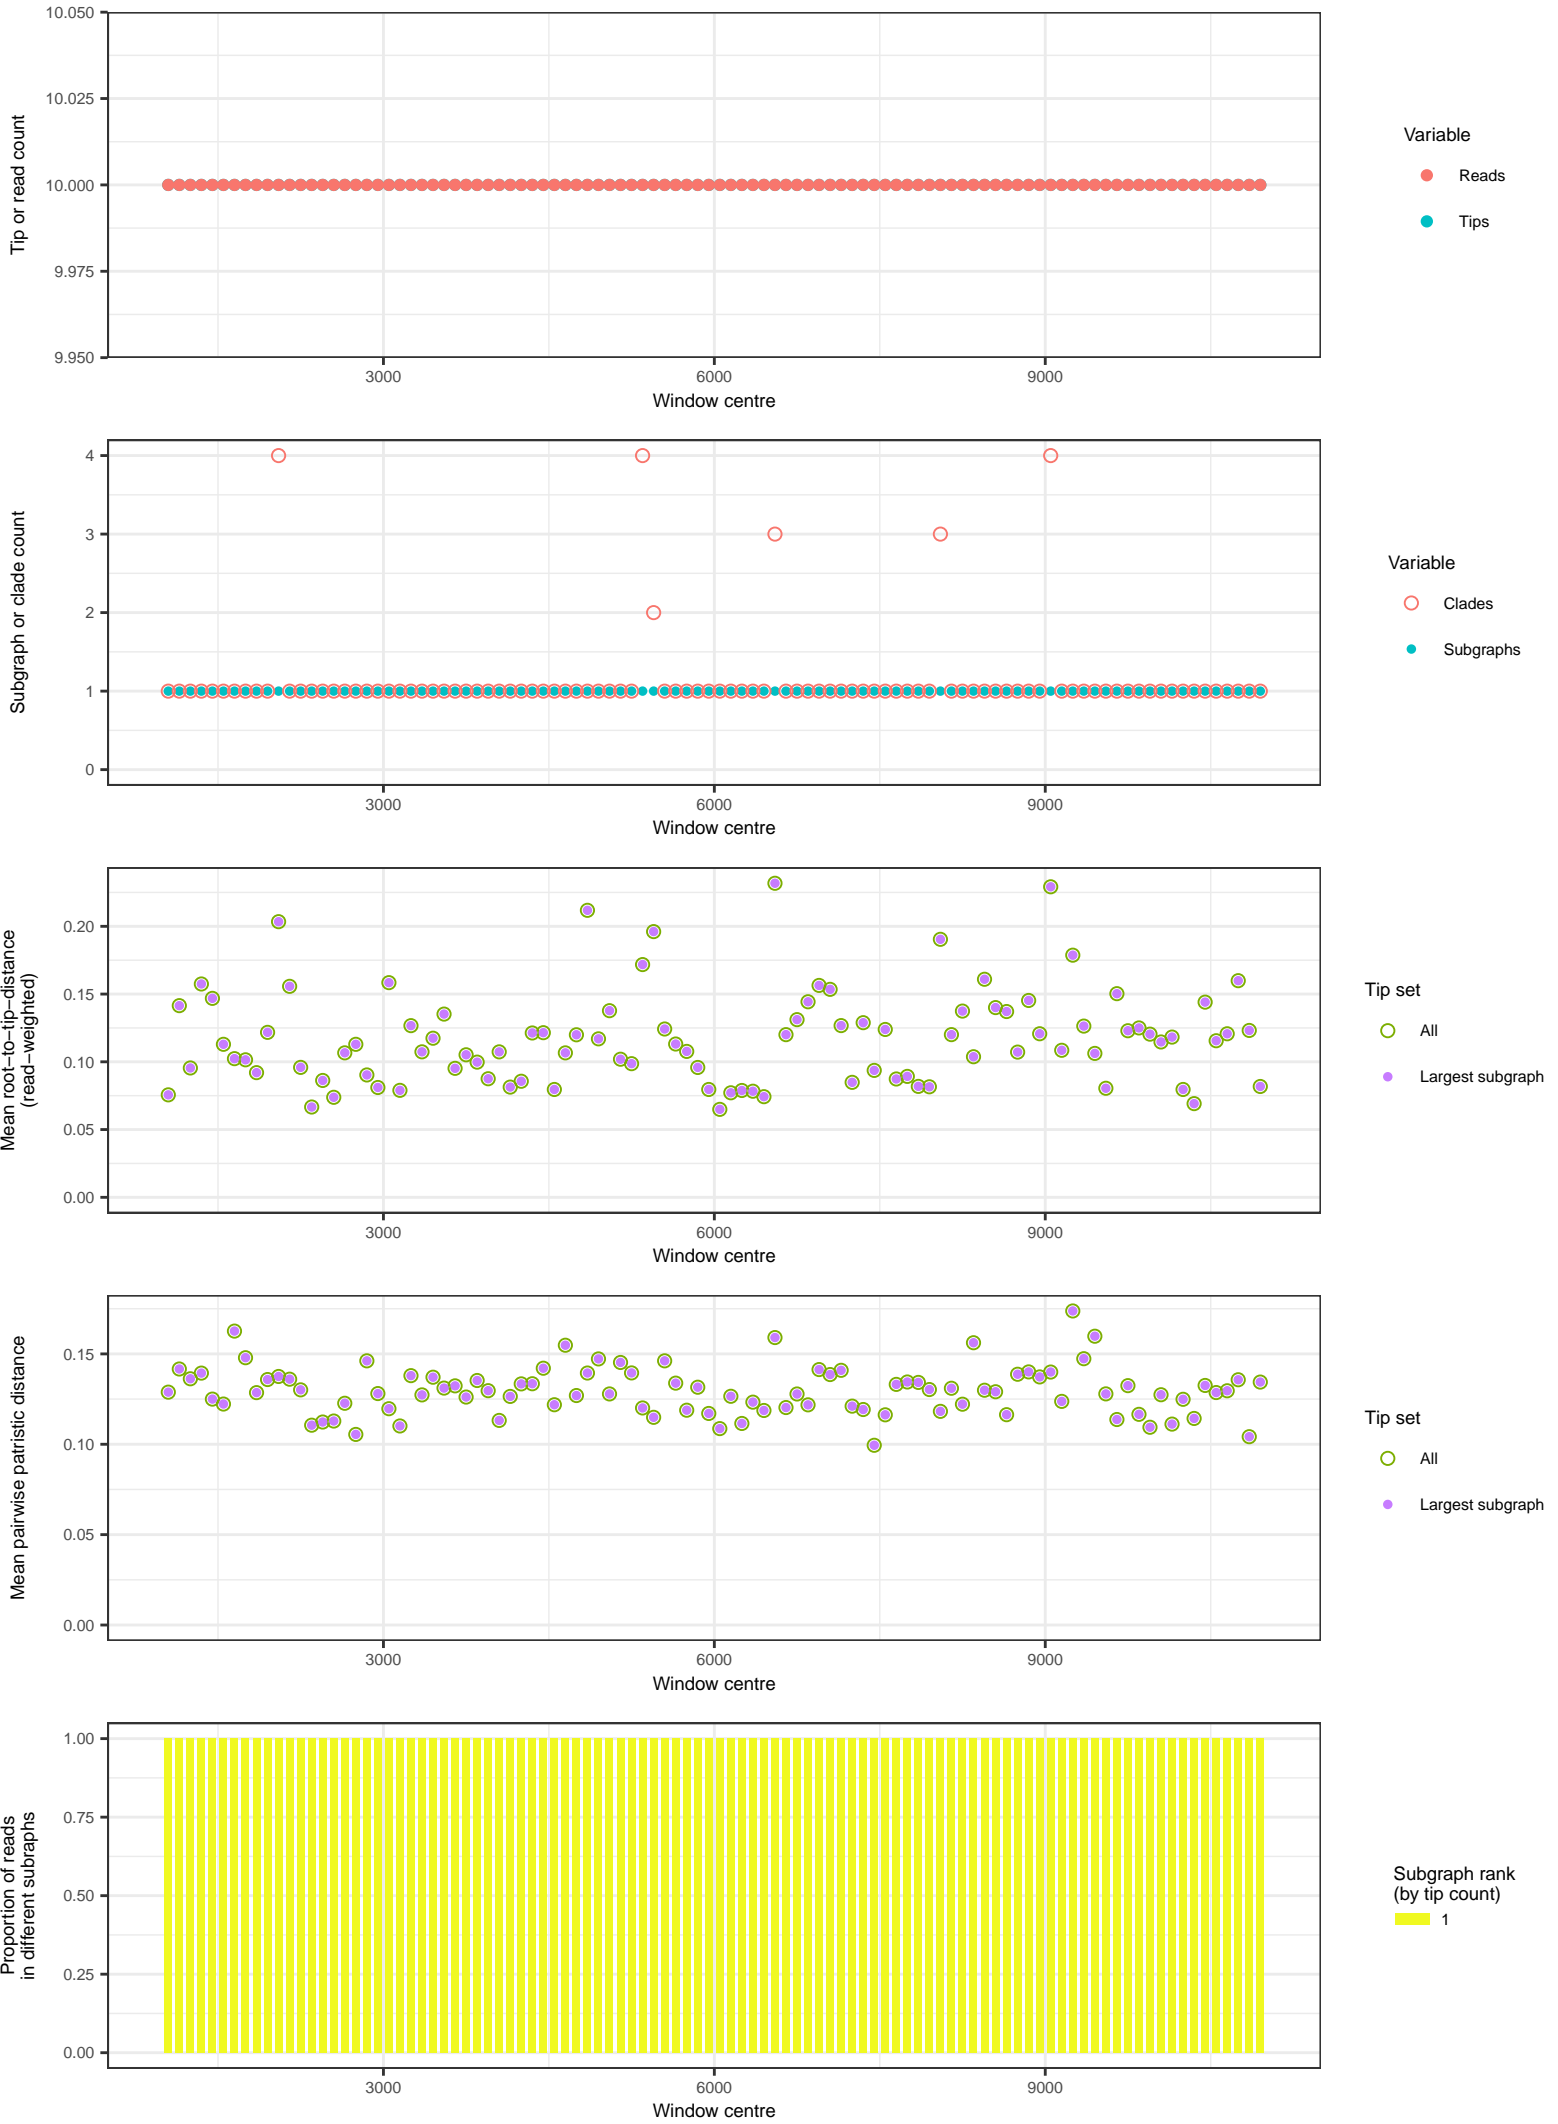 10.050
10.025
10.000
9.975
9.950
Tip or read count
3000
6000
9000
Window centre
Variable
Reads
Tips
4
3
2
1
0
Subgraph or clade count
3000
6000
9000
Window centre
Variable
Clades
Subgraphs
0.20
0.15
0.10
0.05
0.00
Mean root−to−tip−distance
(read−weighted)
3000
6000
9000
Window centre
Tip set
All
Largest subgraph
0.15
0.10
0.05
0.00
Mean pairwise patristic distance
3000
6000
9000
Window centre
Tip set
All
Largest subgraph
1.00
0.75
0.50
0.25
0.00
Proportion of reads
in different subraphs
3000
6000
9000
Window centre
Subgraph rank
(by tip count)
1